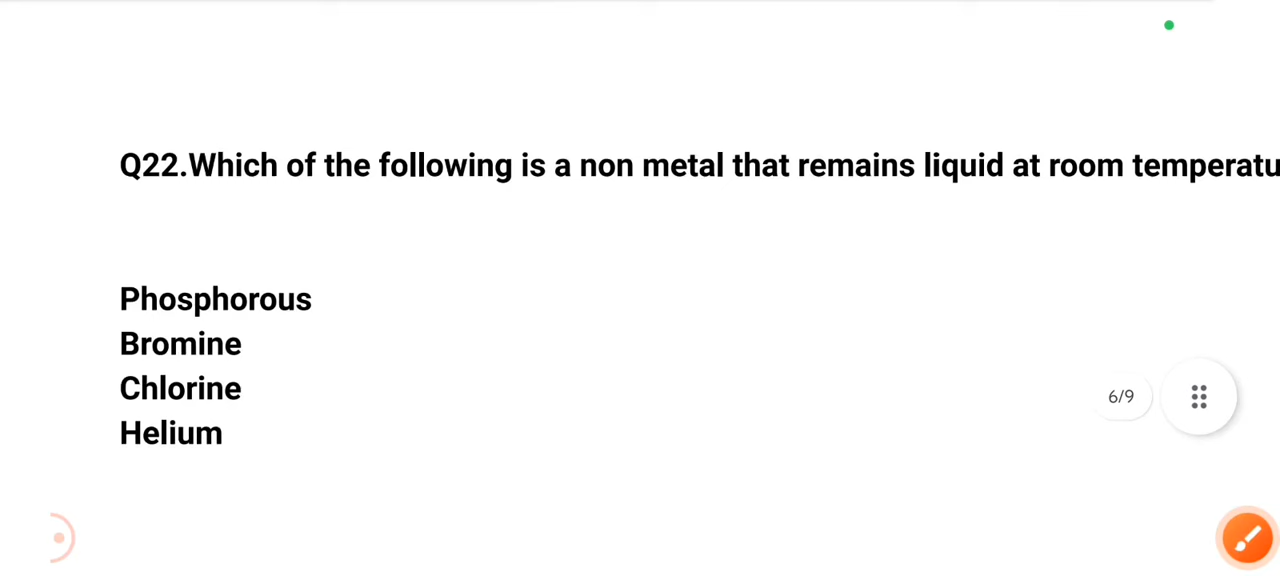 Q22.Which of the following is a non metal that remains liquid at room temperatu
Phosphorous
Bromine
Chlorine
Helium
6/9